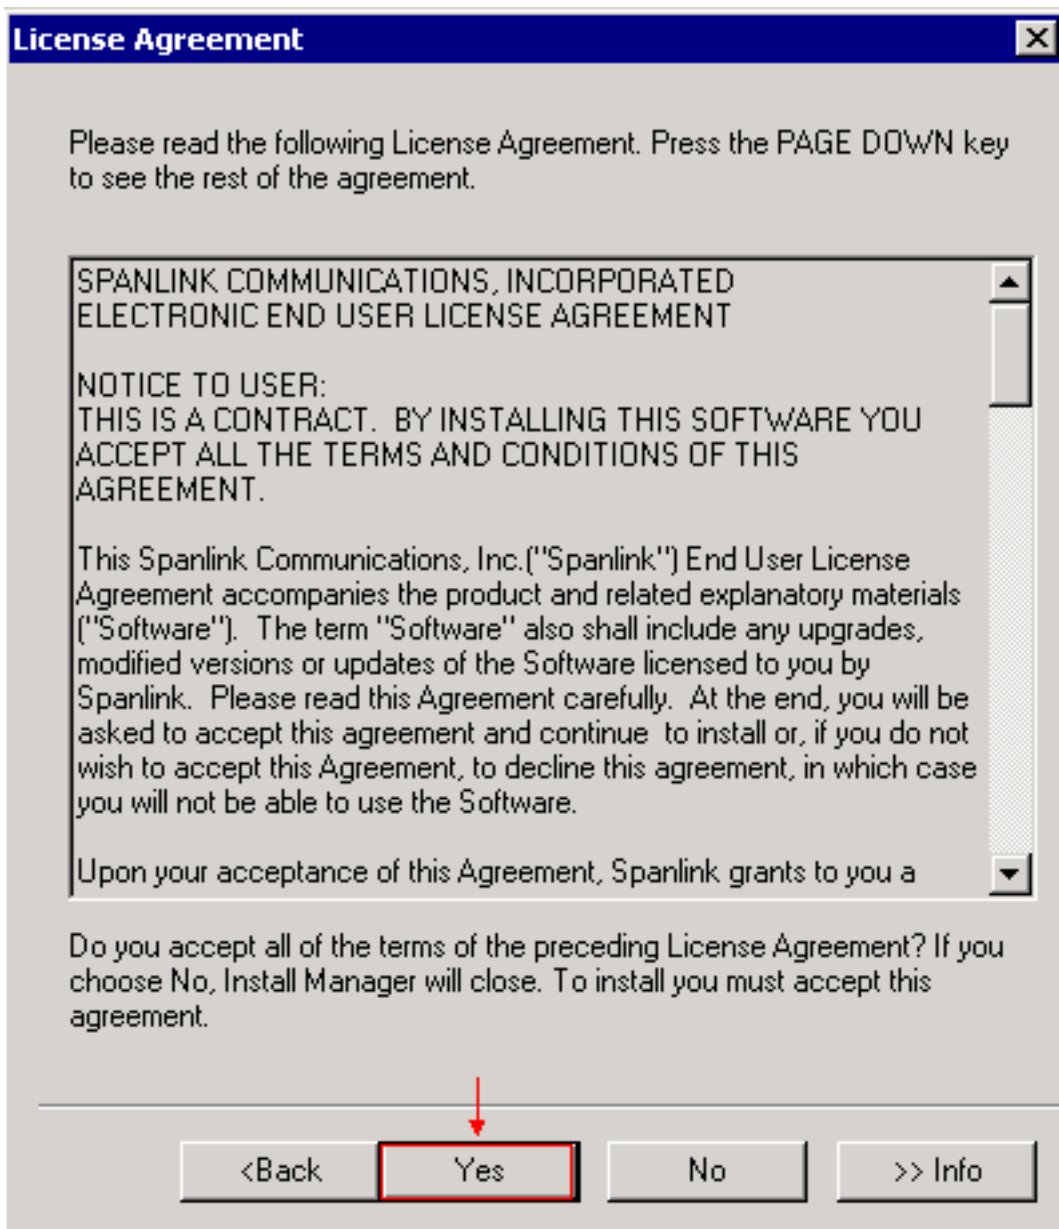 License Agreement
Please read the following License Agreement. Press the PAGE DOWN key
to see the rest of the agreement.
SPANLINK COMMUNICATIONS, INCORPORATED
ELECTRONIC END USER LICENSE AGREEMENT
NOTICE TO USER:
THIS IS A CONTRACT.  BY INSTALLING THIS SOFTWARE YOU
ACCEPT ALL THE TERMS AND CONDITIONS OF THIS
AGREEMENT.
This Spanlink Communications, Inc.("Spanlink") End User License
Agreement accompanies the product and related explanatory materials
("Software").  The term "Software" also shall include any upgrades,
modified versions or updates of the Software licensed to you by
Spanlink.  Please read this Agreement carefully.  At the end, you will be
asked to accept this agreement and continue  to install or, if you do not
wish to accept this Agreement, to decline this agreement, in which case
you will not be able to use the Software.
Upon your acceptance of this Agreement, Spanlink grants to you a
Do you accept all of the terms of the preceding License Agreement? If you
choose No, Install Manager will close. To install you must accept this
agreement.
<Back Yes No >> Info